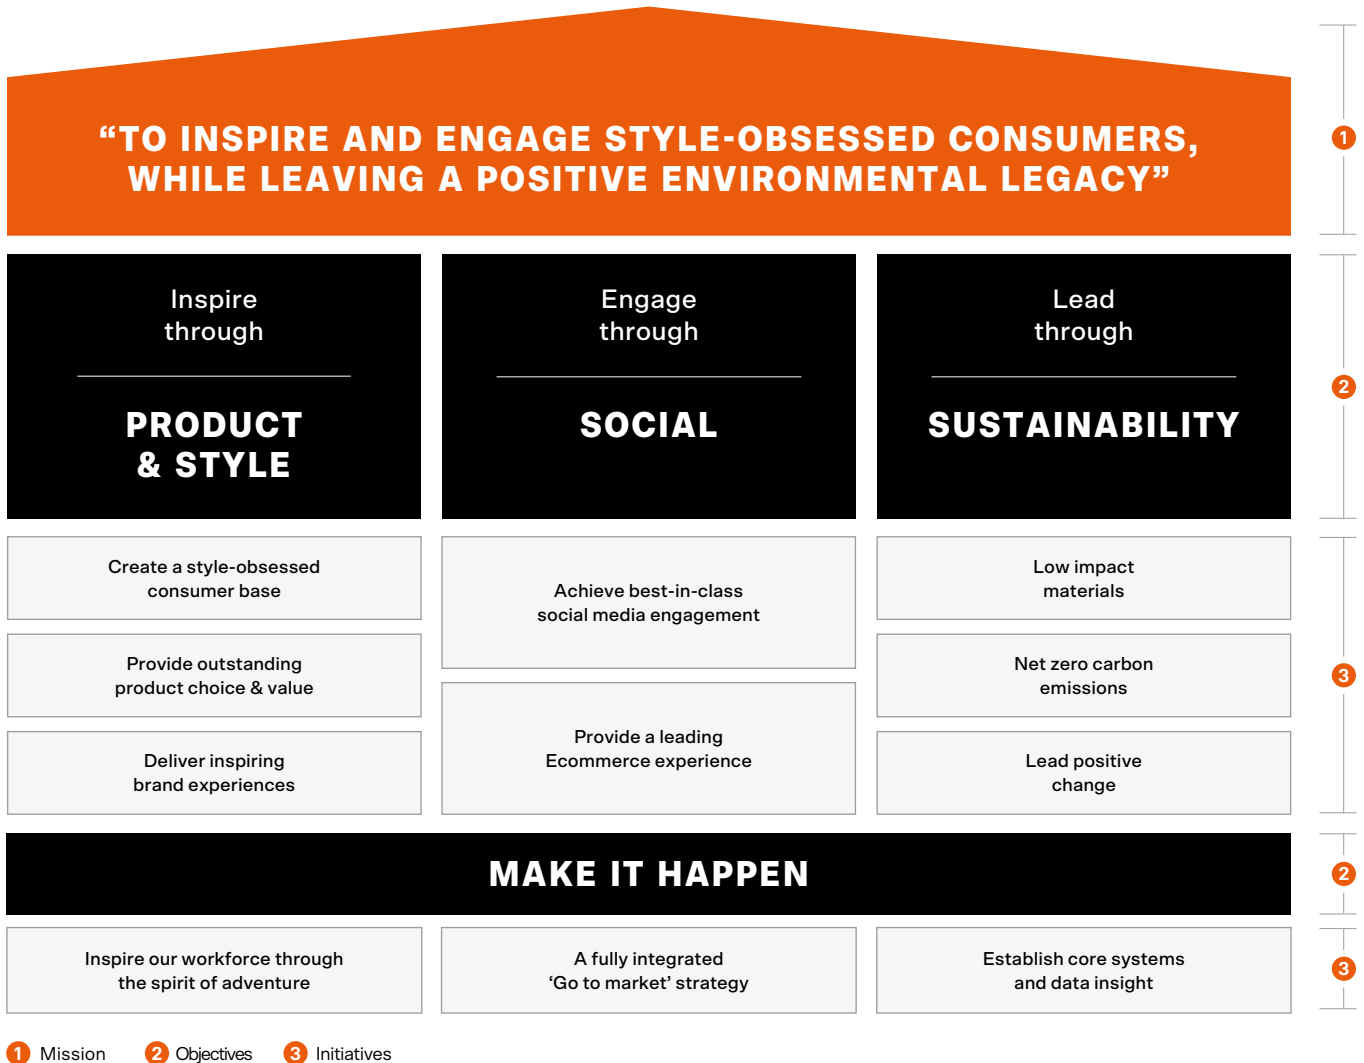 “TO INSPIRE AND ENGAGE STYLE-OBSESSED CONSUMERS,
WHILE LEAVING A POSITIVE ENVIRONMENTAL LEGACY”
1
Inspire
through
PRODUCT
& STYLE
Engage
through
SOCIAL
Lead
through
SUSTAINABILITY
2
Create a style-obsessed
consumer base
Provide outstanding
product choice & value
Deliver inspiring
brand experiences
Achieve best-in-class
social media engagement
Provide a leading
Ecommerce experience
Low impact
materials
Net zero carbon
emissions
Lead positive
change
3
MAKE IT HAPPEN
2
Inspire our workforce through
the spirit of adventure
A fully integrated
‘Go to market’ strategy
Establish core systems
and data insight
3
1 Mission 2 Objectives 3 Initiatives